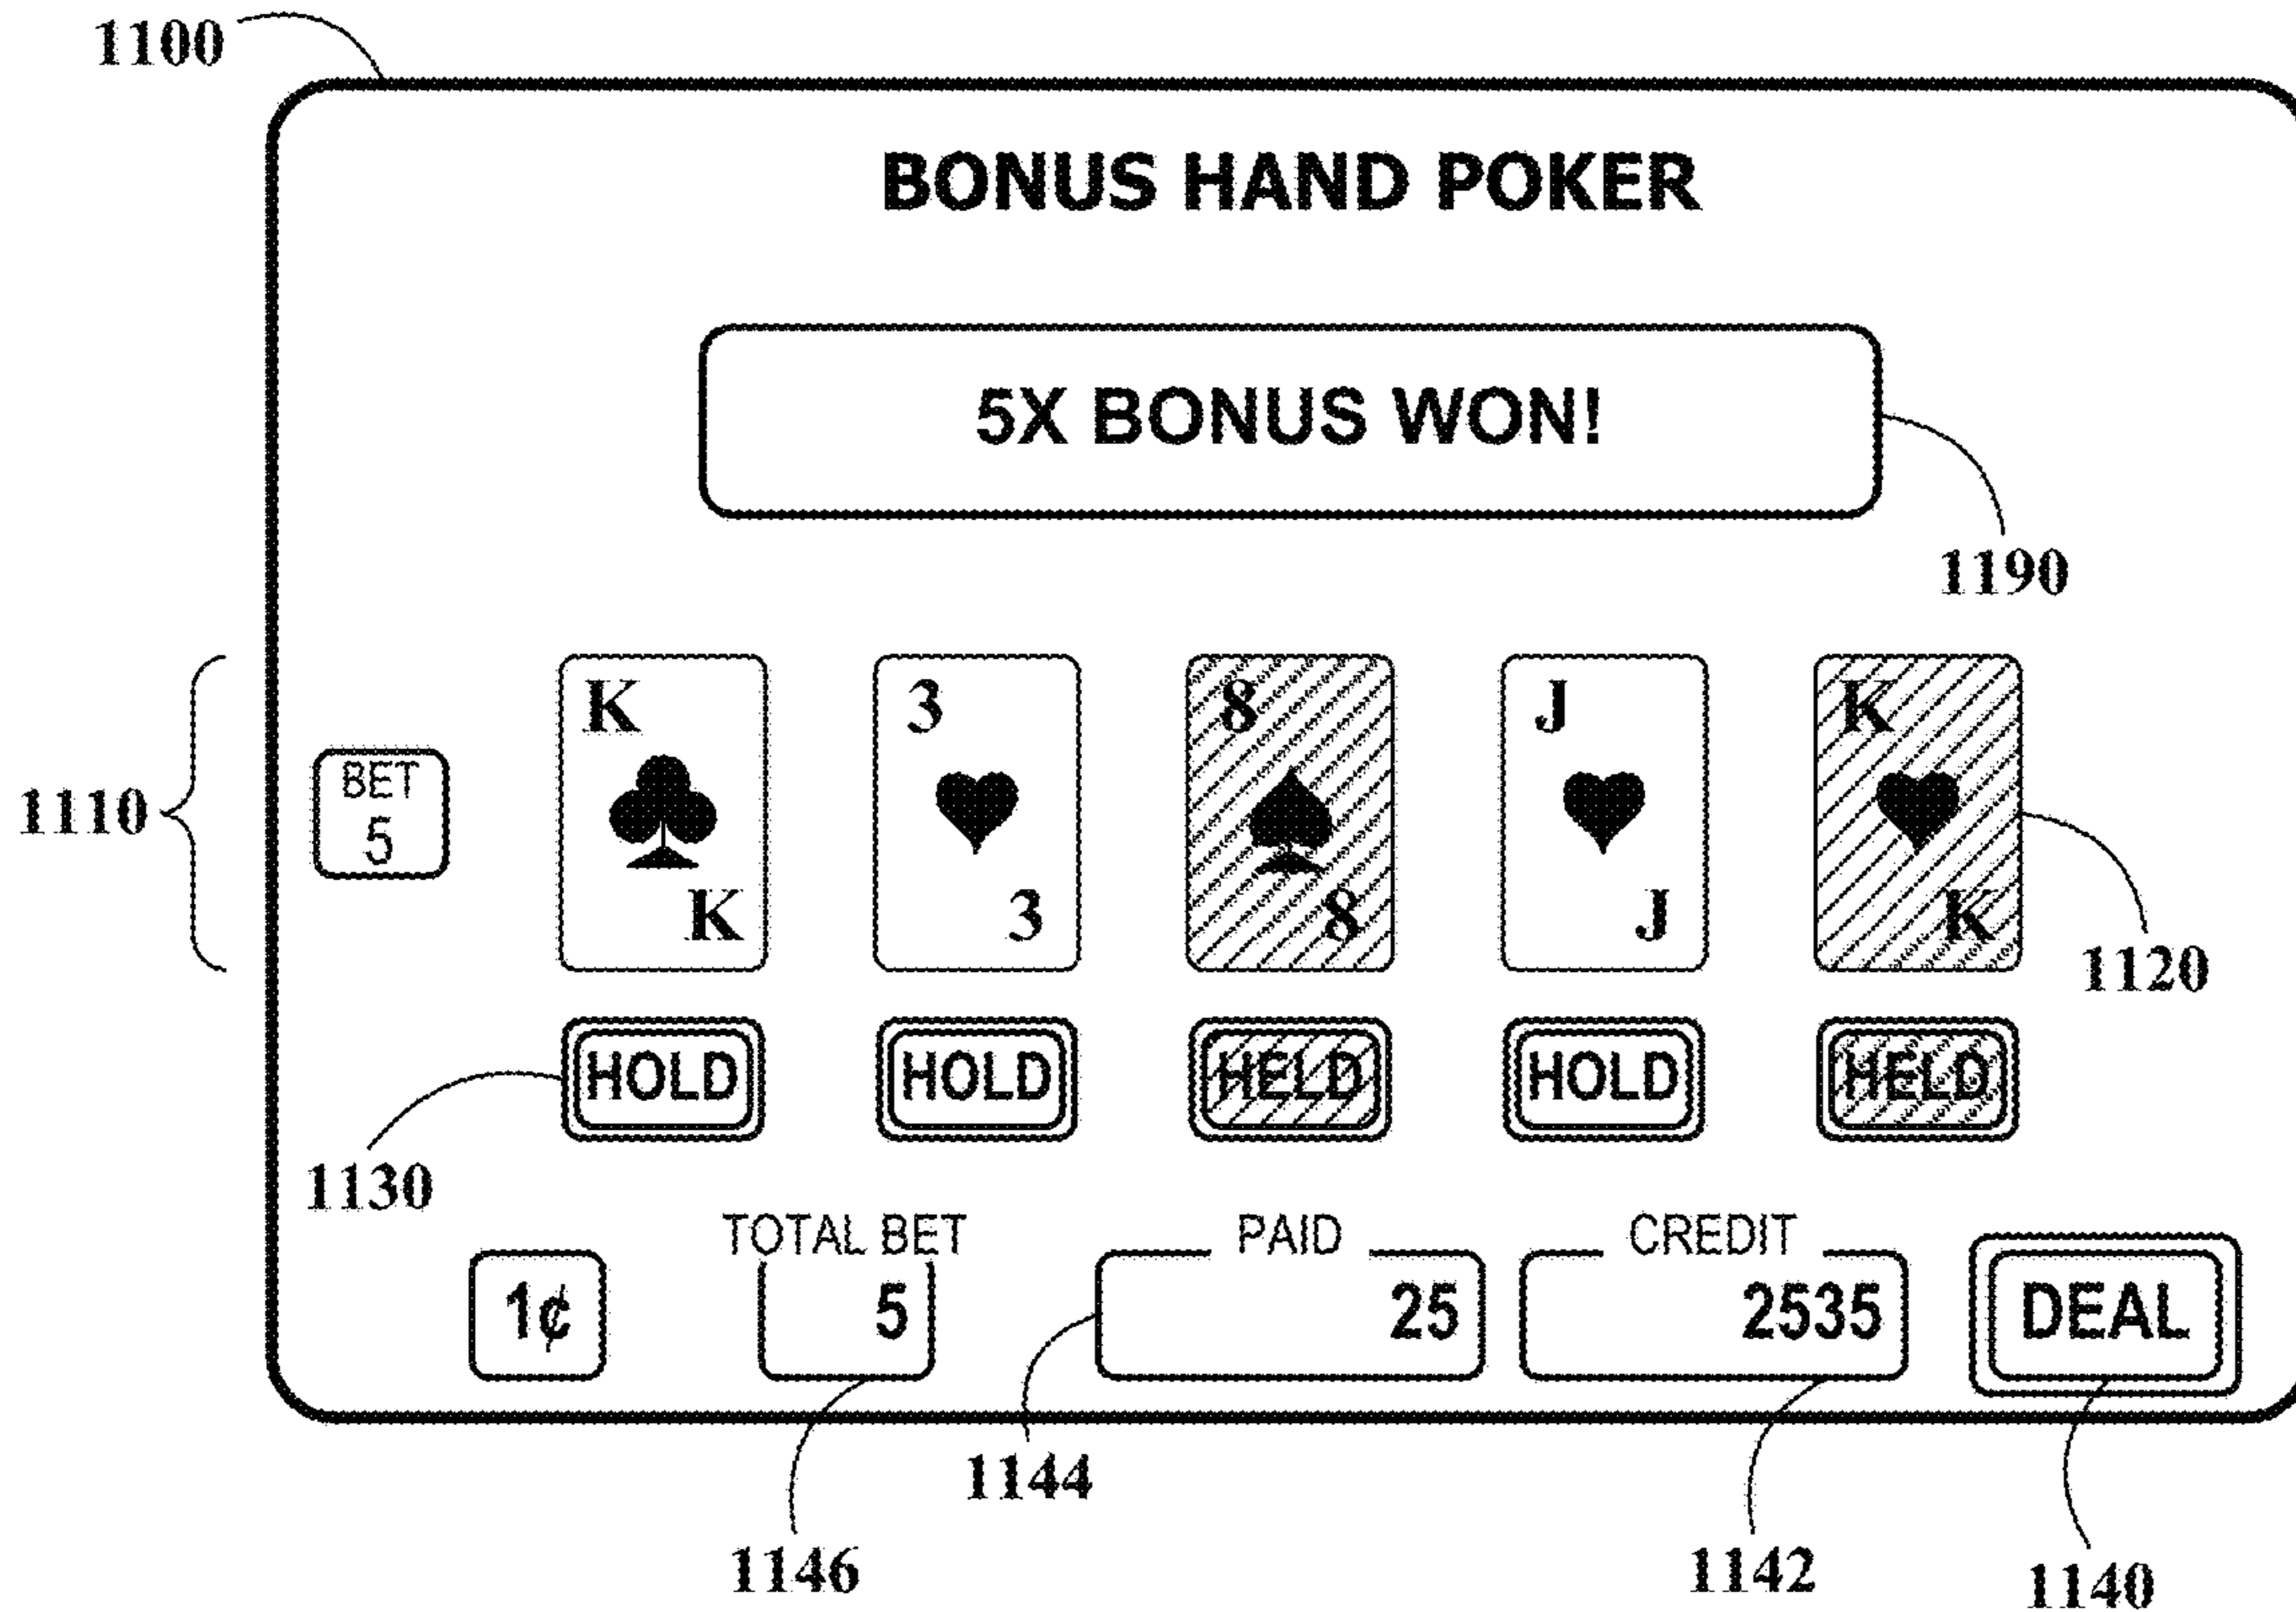 1100
BONUS HAND POKER
5X BONUS WON!
1190
K 3 8 J K
1110
BET
5
K 3 8 J K
1120
HOLD HOLD HELD HOLD HELD
1130
TOTAL BET PAID CREDIT
1¢ 5 25 2535 DEAL
1144
1146 1142 1140